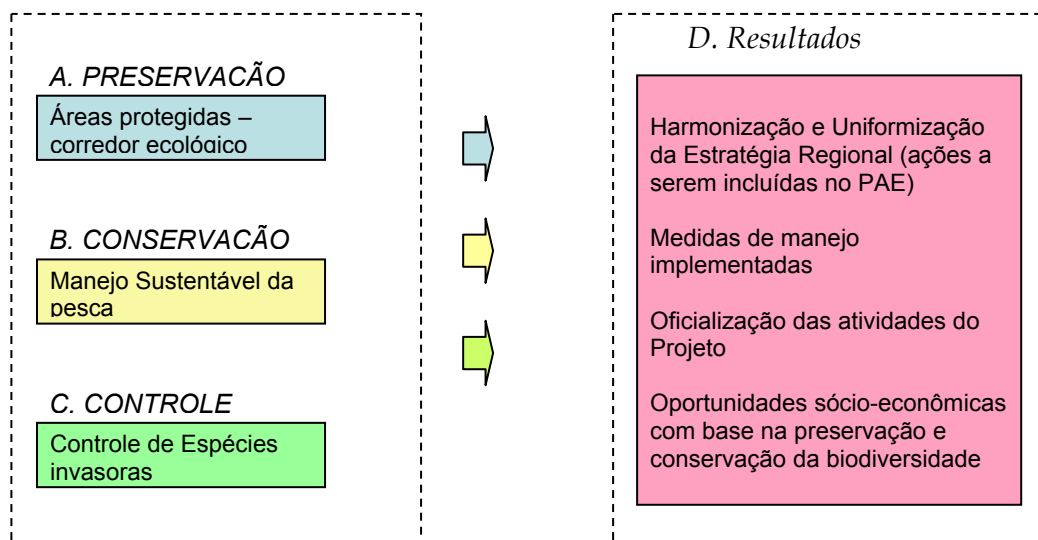 A. PRESERVACÃO
Áreas protegidas –
corredor ecológico
B. CONSERVACÃO
Manejo Sustentável da
pesca
C. CONTROLE
Controle de Espécies
invasoras
D. Resultados
Harmonização e Uniformização
da Estratégia Regional (ações a
serem incluídas no PAE)
Medidas de manejo
implementadas
Oficialização das atividades do
Projeto
Oportunidades sócio-econômicas
com base na preservação e
conservação da biodiversidade